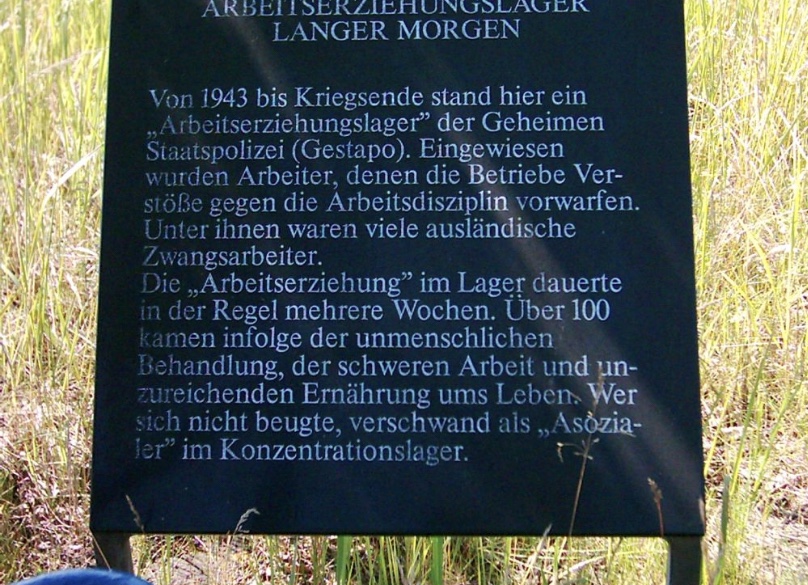 ARBEITSERZIEHUNGSLAGER
LANGER MORGEN
Von 1943 bis Kriegsende stand hier ein
„Arbeitserziehungslager” der Geheimen
Staatspolizei (Gestapo). Eingewiesen
wurden Arbeiter, denen die Betriebe Ver-
stöße gegen die Arbeitsdisziplin vorwarfen.
Unter ihnen waren viele ausländische
Zwangsarbeiter.
Die „Arbeitserziehung” im Lager dauerte
in der Regel mehrere Wochen. Über 100
kamen infolge der unmenschlichen
Behandlung, der schweren Arbeit und un-
zureichenden Ernährung ums Leben. Wer
sich nicht beugte, verschwand als „Asozia-
ler” im Konzentrationslager.